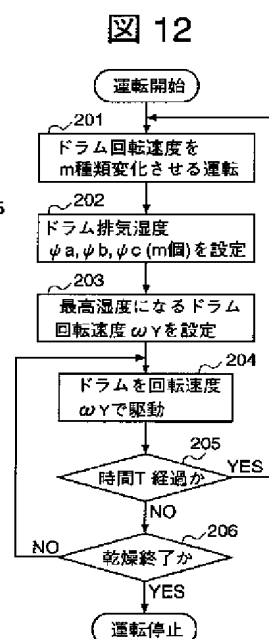 図 12
運転開始
201
ドラム回転速度を
m種類変化させる運転
202
ドラム排気湿度
ψa, ψb, ψc (m個)を設定
203
最高湿度になるドラム
回転速度 ωYを設定
204
ドラムを回転速度
ωYで駆動
205
時間T 経過か
YES
NO
206
乾燥終了か
NO
YES
運転停止